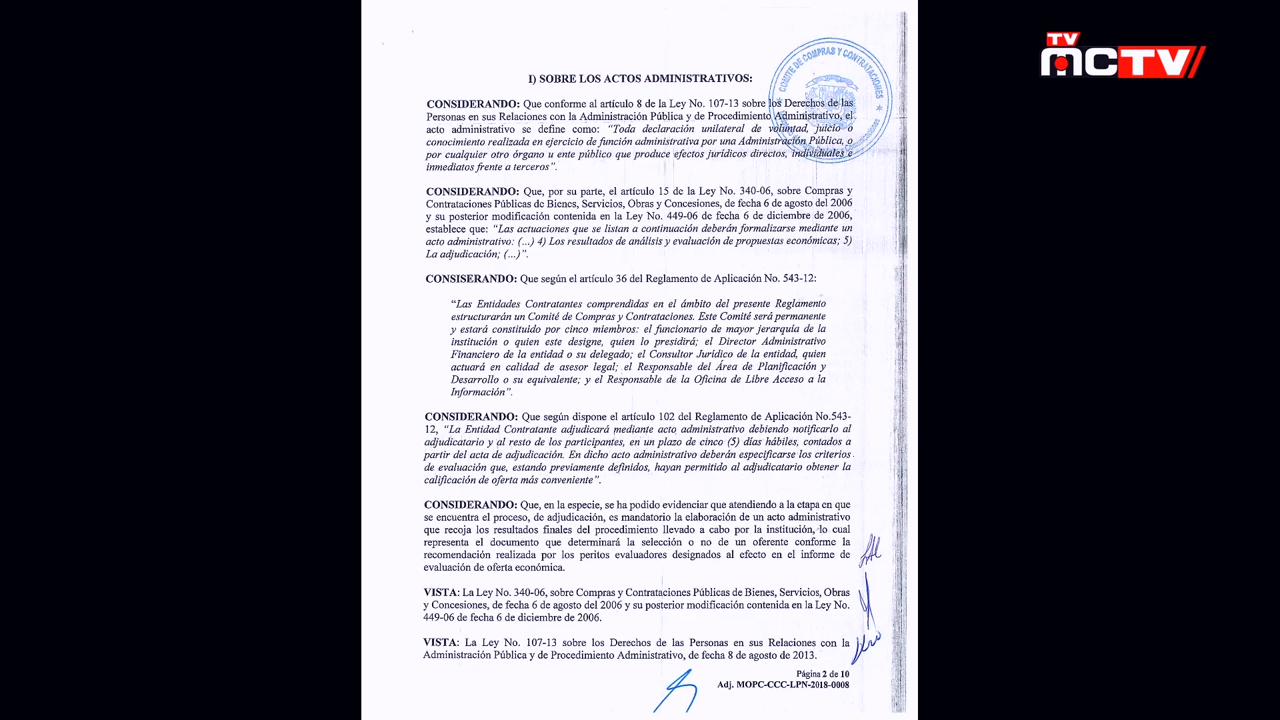 TV
MCTV
COMITÉ DE COMPRAS Y CONTRATACIONES
I) SOBRE LOS ACTOS ADMINISTRATIVOS:
CONSIDERANDO: Que conforme al artículo 8 de la Ley No. 107-13 sobre los Derechos de las
Personas en sus Relaciones con la Administración Pública y de Procedimiento Administrativo, el
acto administrativo se define como: “Toda declaración unilateral de voluntad, juicio o
conocimiento realizada en ejercicio de función administrativa por una Administración Pública, o
por cualquier otro órgano u ente público que produce efectos jurídicos directos, individuales e
inmediatos frente a terceros”.
CONSIDERANDO: Que, por su parte, el artículo 15 de la Ley No. 340-06, sobre Compras y
Contrataciones Públicas de Bienes, Servicios, Obras y Concesiones, de fecha 6 de agosto del 2006
y su posterior modificación contenida en la Ley No. 449-06 de fecha 6 de diciembre de 2006,
establece que: “Las actuaciones que se listan a continuación deberán formalizarse mediante un
acto administrativo: (...) 4) Los resultados de análisis y evaluación de propuestas económicas; 5)
La adjudicación; (...)”.
CONSISERANDO: Que según el artículo 36 del Reglamento de Aplicación No. 543-12:
“Las Entidades Contratantes comprendidas en el ámbito del presente Reglamento
estructurarán un Comité de Compras y Contrataciones. Este Comité será permanente
y estará constituido por cinco miembros: el funcionario de mayor jerarquía de la
institución o quien este designe, quien lo presidirá; el Director Administrativo
Financiero de la entidad o su delegado; el Consultor Jurídico de la entidad, quien
actuará en calidad de asesor legal; el Responsable del Área de Planificación y
Desarrollo o su equivalente; y el Responsable de la Oficina de Libre Acceso a la
Información”.
CONSIDERANDO: Que según dispone el artículo 102 del Reglamento de Aplicación No.543-
12, “La Entidad Contratante adjudicará mediante acto administrativo debiendo notificarlo al
adjudicatario y al resto de los participantes, en un plazo de cinco (5) días hábiles, contados a
partir del acta de adjudicación. En dicho acto administrativo deberán especificarse los criterios
de evaluación que, estando previamente definidos, hayan permitido al adjudicatario obtener la
calificación de oferta más conveniente”.
CONSIDERANDO: Que, en la especie, se ha podido evidenciar que atendiendo a la etapa en que
se encuentra el proceso, de adjudicación, es mandatorio la elaboración de un acto administrativo
que recoja los resultados finales del procedimiento llevado a cabo por la institución, lo cual
representa el documento que determinará la selección o no de un oferente conforme la
recomendación realizada por los peritos evaluadores designados al efecto en el informe de
evaluación de oferta económica.
VISTA: La Ley No. 340-06, sobre Compras y Contrataciones Públicas de Bienes, Servicios, Obras
y Concesiones, de fecha 6 de agosto del 2006 y su posterior modificación contenida en la Ley No.
449-06 de fecha 6 de diciembre de 2006.
VISTA: La Ley No. 107-13 sobre los Derechos de las Personas en sus Relaciones con la
Administración Pública y de Procedimiento Administrativo, de fecha 8 de agosto de 2013.
Página 2 de 10
Adj. MOPC-CCC-LPN-2018-0008